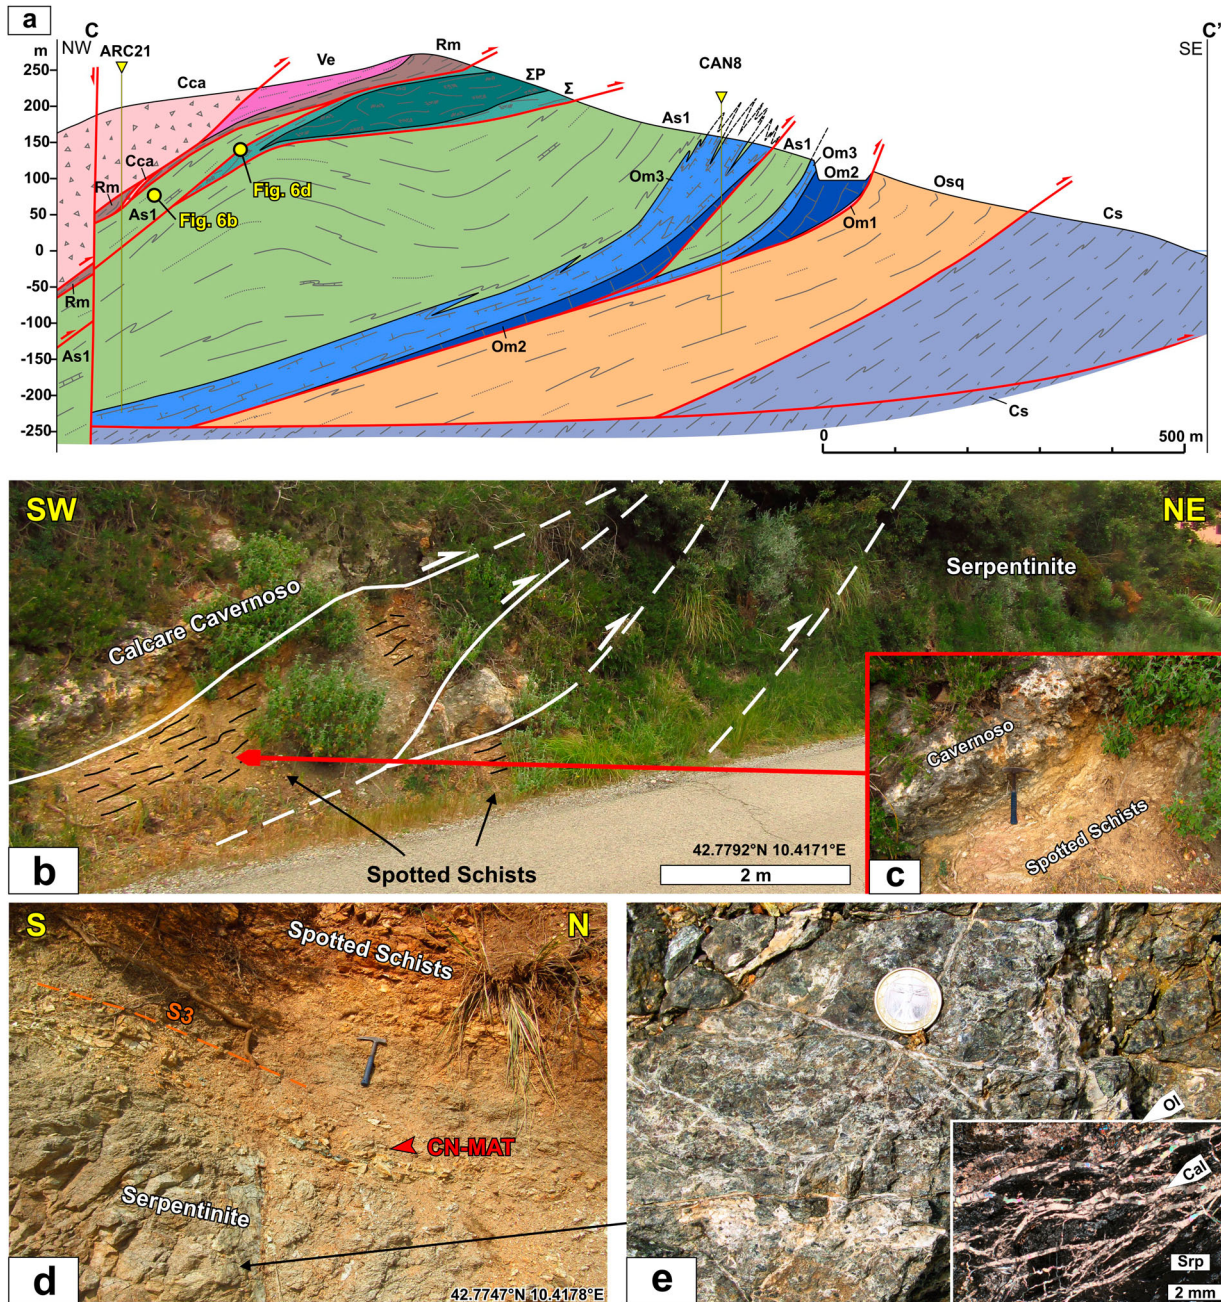 a
C
C'
NW
ARC21
SE
m
Rm
Ve
Cca
ΣP
Σ
CAN8
250
200
150
100
50
0
-50
-100
-150
-200
-250
As1
As1
Om3
Om3
Om2
Cca
Fig. 6d
Rm
As1
Fig. 6b
Osq
Om1
Cs
Rm
As1
Om2
Cs
0
500 m
SW
NE
Serpentinite
Calcare Cavernoso
Cavernoso
Spotted Schists
Spotted Schists
42.7792°N 10.4171°E
2 m
b
c
S
N
Spotted Schists
S3
CN-MAT
Serpentinite
d
42.7747°N 10.4178°E
Ol
Cal
Srp
2 mm
e